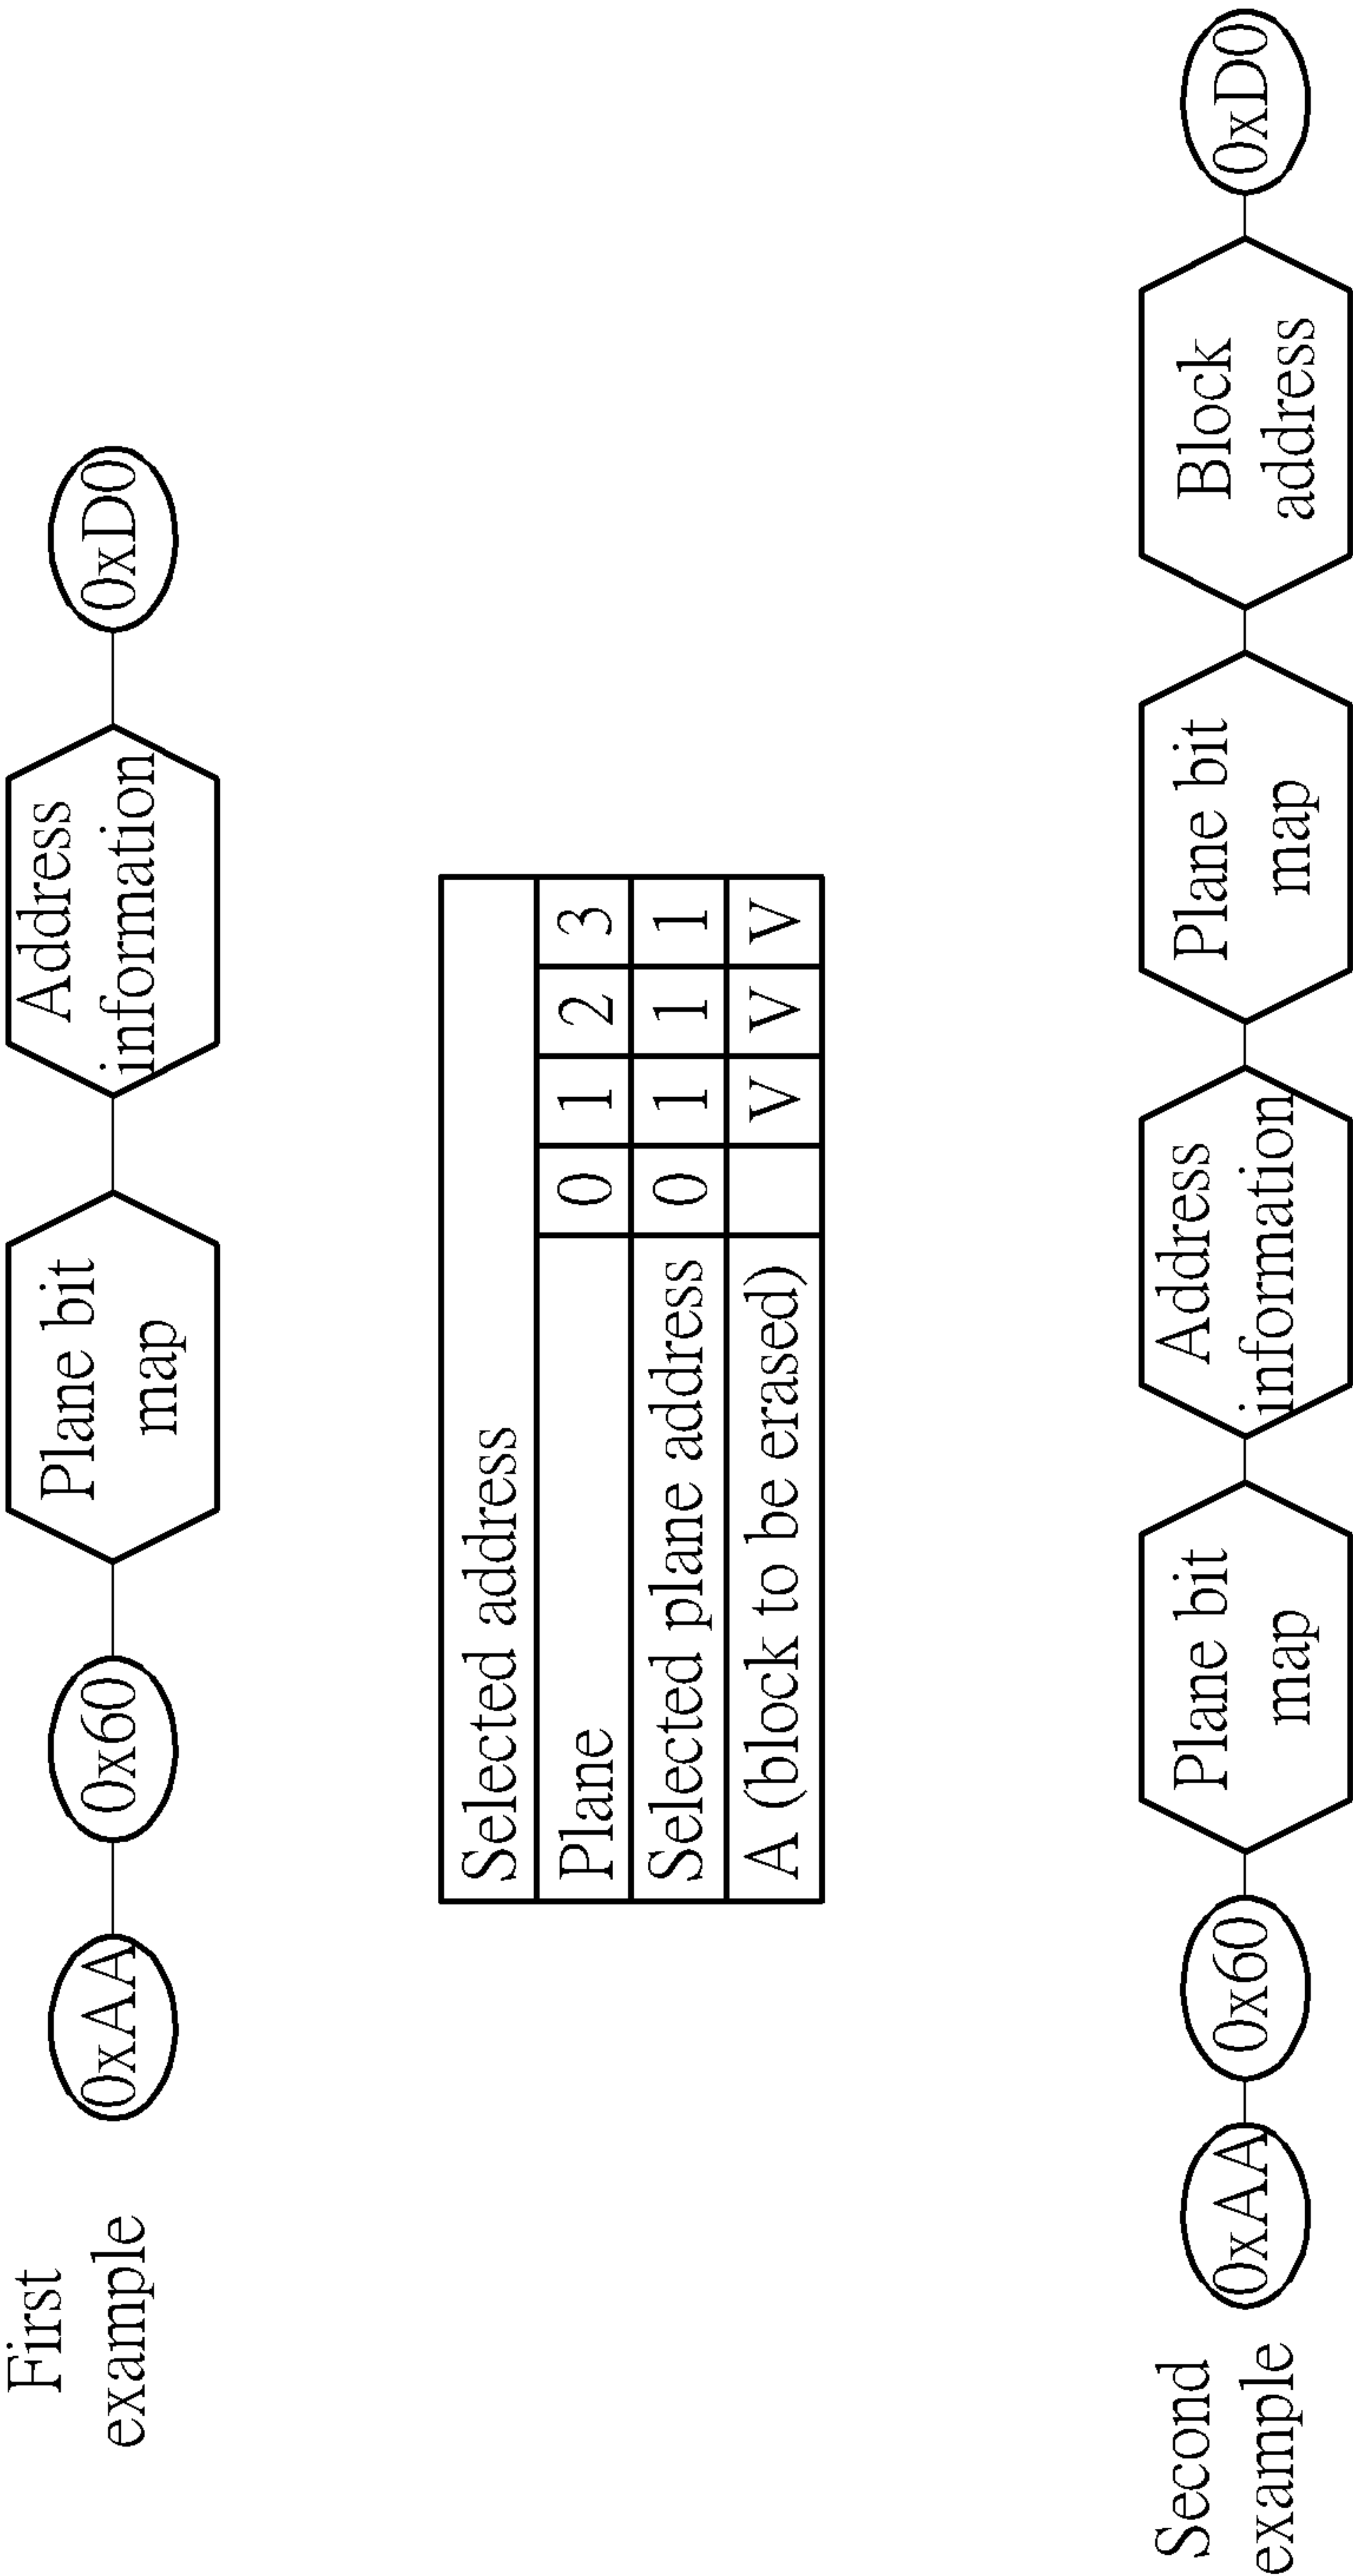 First
example
0xAA
0x60
Plane bit
map
Address
information
0xD0
Selected address
Plane 0 1 2 3
Selected plane address 0 1 1 1
A (block to be erased) V V V
Second
example
0xAA
0x60
Plane bit
map
Address
information
Plane bit
map
Block
address
0xD0